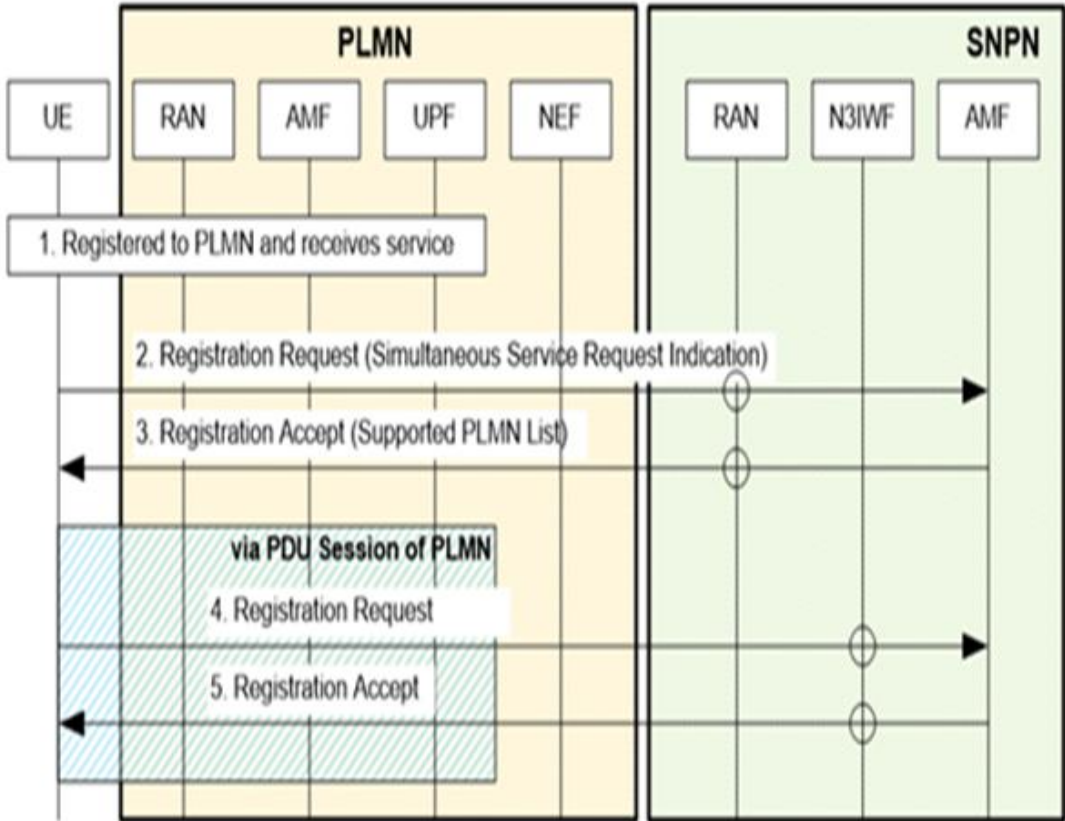 PLMN
SNPN
UE
RAN
AMF
UPF
NEF
RAN
N3IWF
AMF
1. Registered to PLMN and receives service
2. Registration Request (Simultaneous Service Request Indication)
3. Registration Accept (Supported PLMN List)
via PDU Session of PLMN
4. Registration Request
5. Registration Accept